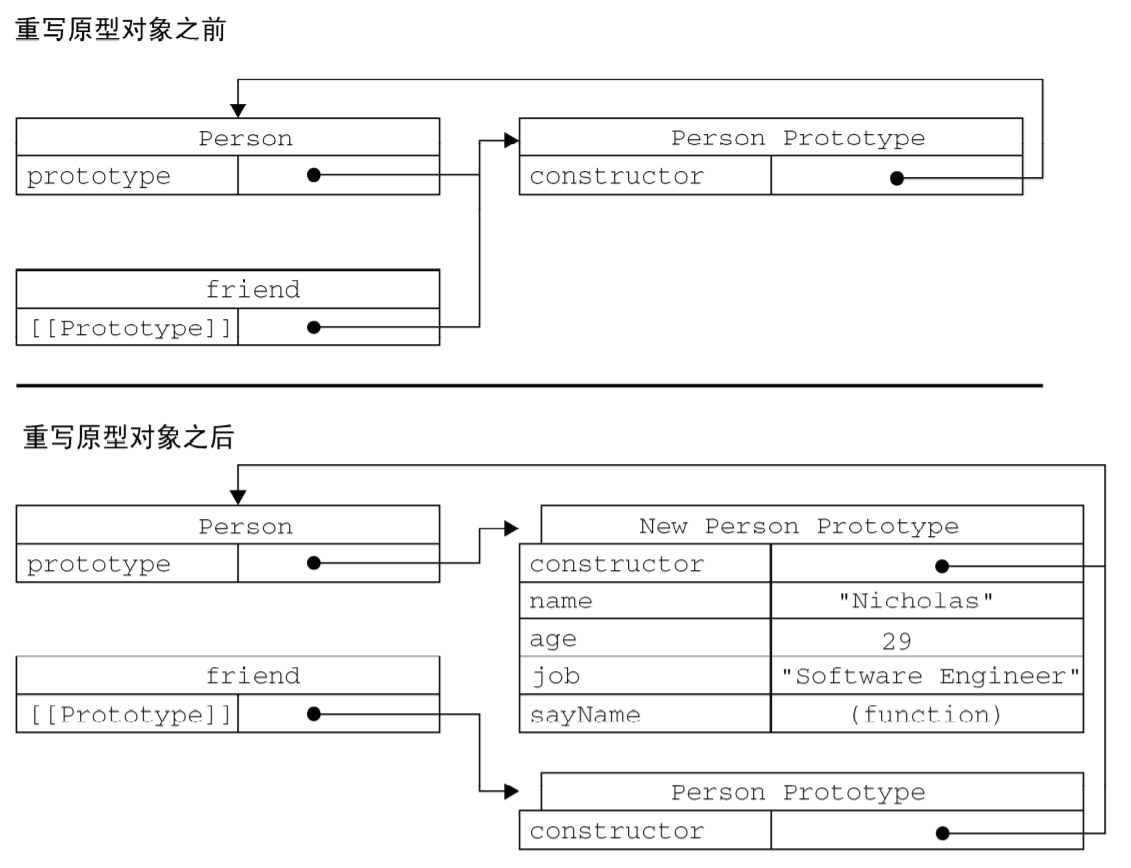 重写原型对象之前
Person
Person Prototype
prototype
constructor
friend
[[Prototype]]
重写原型对象之后
Person
New Person Prototype
prototype
constructor
name "Nicholas"
age 29
friend
job "Software Engineer"
[[Prototype]]
sayName (function)
Person Prototype
constructor